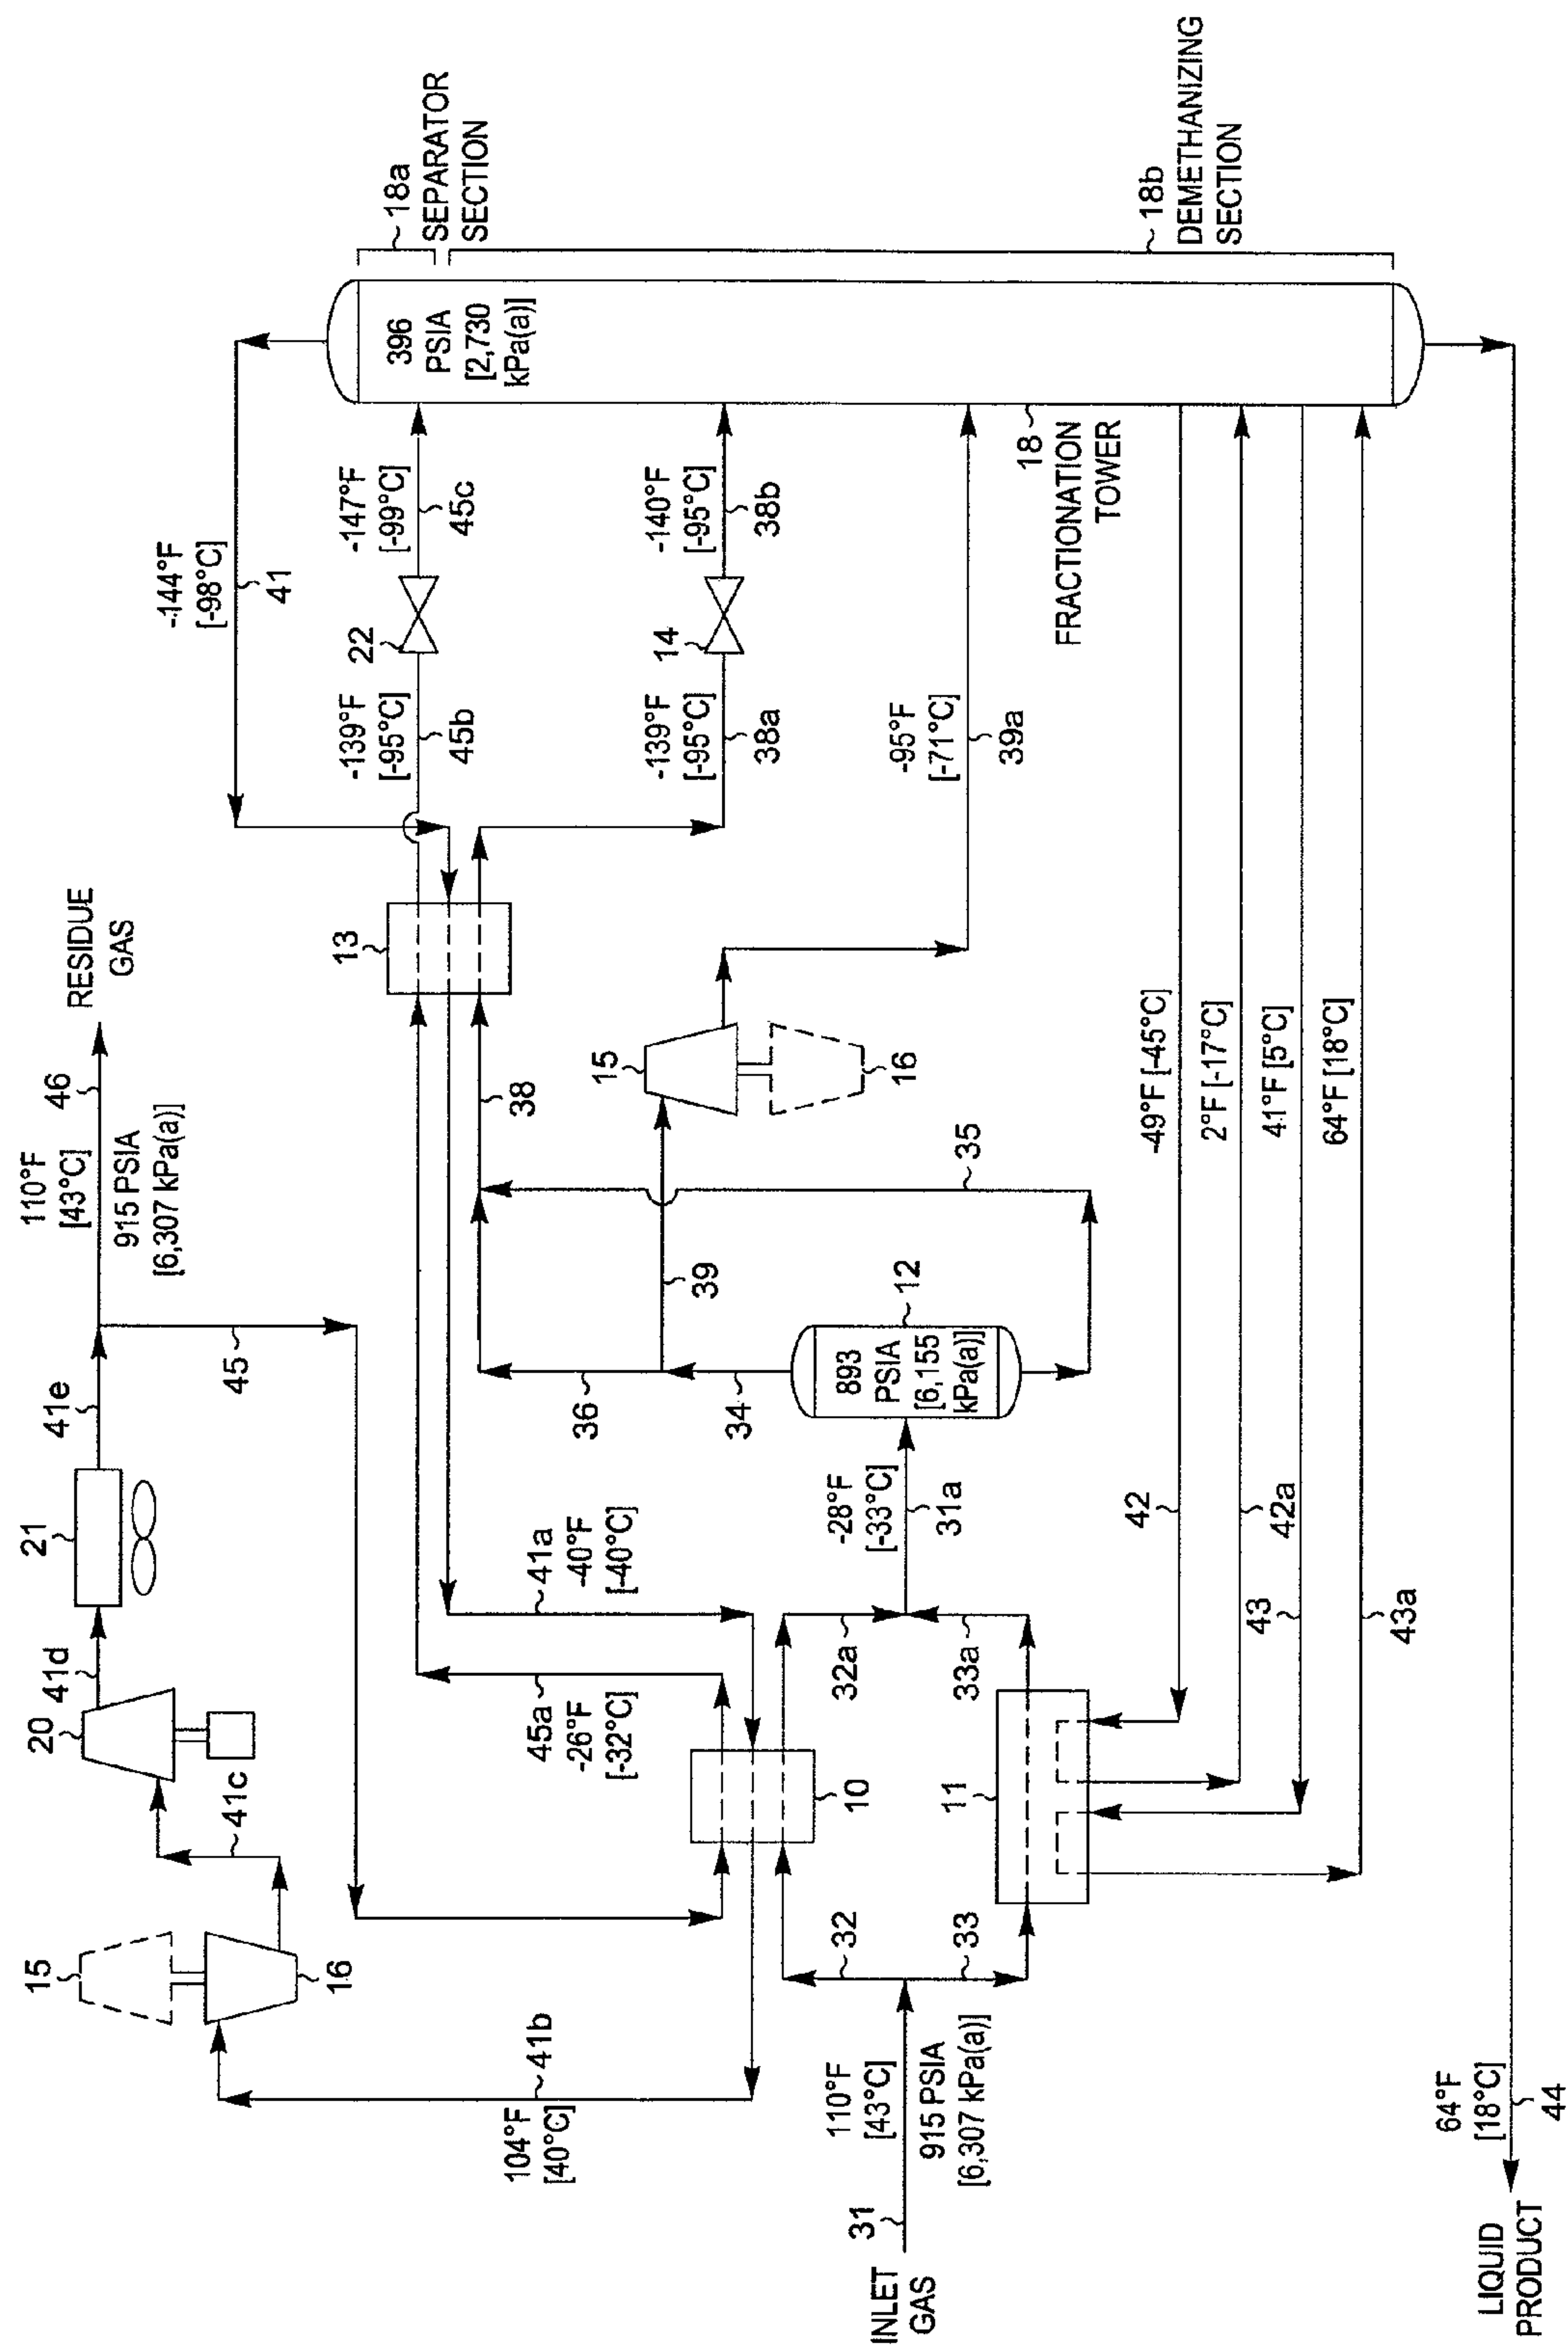 15
16
41c
20
41d
21
41e
110°F
[43°C]
46
915 PSIA
[6,307 kPa(a)]
RESIDUE
GAS
45
104°F
[40°C]
41b
45a
-26°F
[-32°C]
41a
-40°F
[-40°C]
13
-144°F
[-98°C]
41
-139°F
[-95°C]
45b
22
-147°F
[-99°C]
45c
18a
SEPARATOR
SECTION
396
PSIA
[2,730
kPa(a)]
36
38
15
16
-139°F
[-95°C]
38a
14
-140°F
[-95°C]
38b
10
32
32a
34
39
35
-95°F
[-71°C]
39a
INLET
GAS
31
110°F
[43°C]
915 PSIA
[6,307 kPa(a)]
33
11
33a
-28°F
[-33°C]
31a
12
893
PSIA
[6,155
kPa(a)]
18
FRACTIONATION
TOWER
18b
DEMETHANIZING
SECTION
42
-49°F [-45°C]
42a
2°F [-17°C]
43
41°F [5°C]
43a
64°F [18°C]
LIQUID
PRODUCT
64°F
[18°C]
44